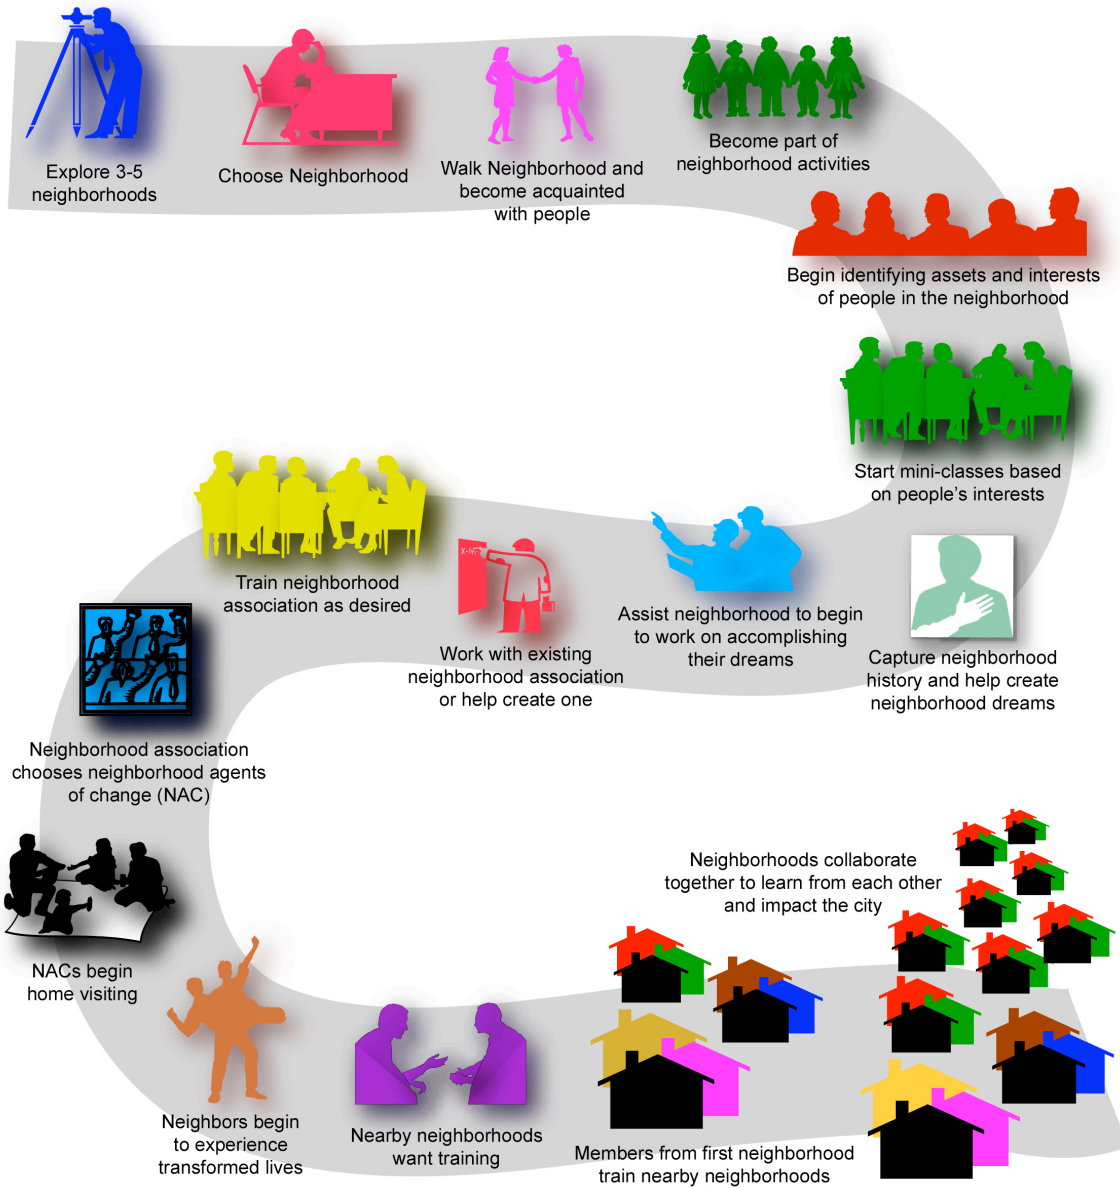 Explore 3-5
neighborhoods
Choose Neighborhood
Walk Neighborhood and
become acquainted
with people
Become part of
neighborhood activities
Begin identifying assets and interests
of people in the neighborhood
Start mini-classes based
on people’s interests
Capture neighborhood
history and help create
neighborhood dreams
Assist neighborhood to begin
to work on accomplishing
their dreams
Work with existing
neighborhood association
or help create one
Train neighborhood
association as desired
Neighborhood association
chooses neighborhood agents
of change (NAC)
NACs begin
home visiting
Neighbors begin
to experience
transformed lives
Nearby neighborhoods
want training
Members from first neighborhood
train nearby neighborhoods
Neighborhoods collaborate
together to learn from each other
and impact the city